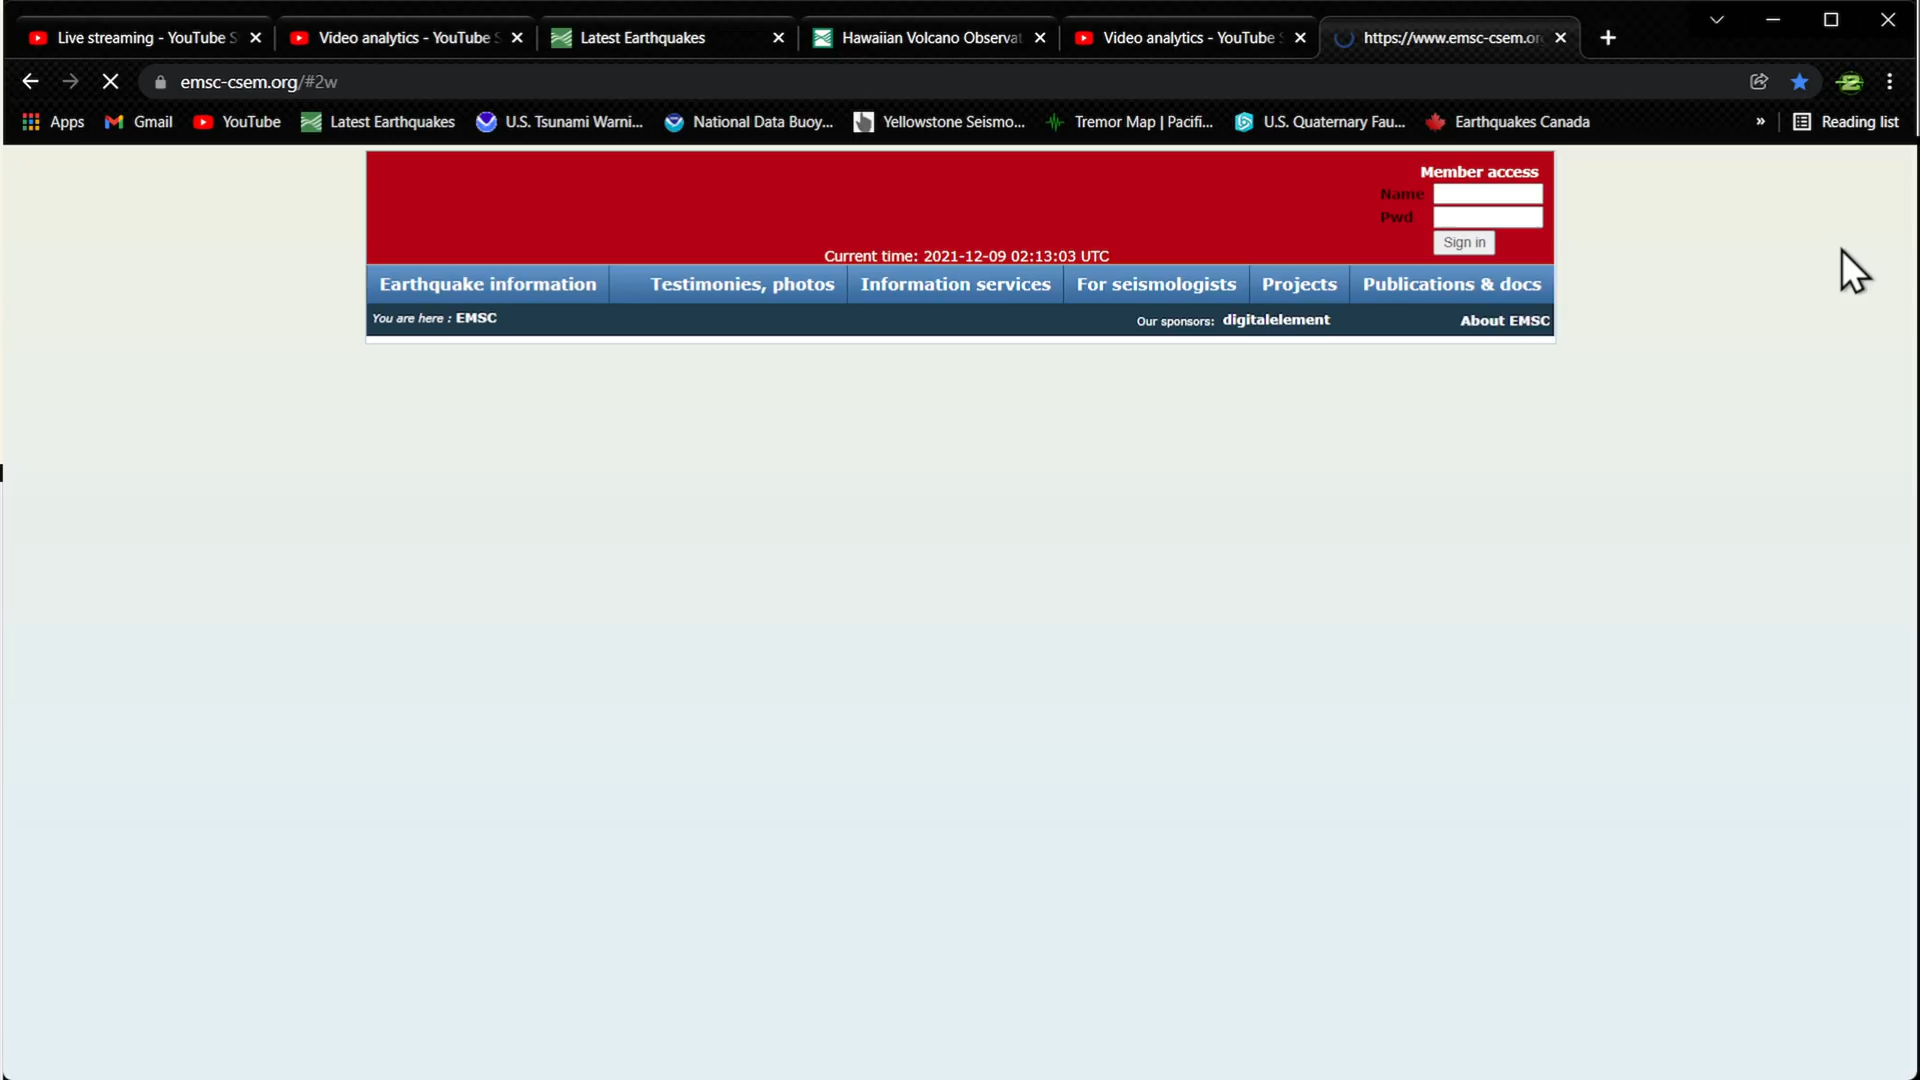 Live streaming - YouTube S
Video analytics - YouTube S
Latest Earthquakes
Hawaiian Volcano Observat
Video analytics - YouTube S
https://www.emsc-csem.or
emsc-csem.org/#2w
Apps
Gmail
YouTube
Latest Earthquakes
U.S. Tsunami Warni...
National Data Buoy...
Yellowstone Seismo...
Tremor Map | Pacifi...
U.S. Quaternary Fau...
Earthquakes Canada
»
Reading list
Member access
Name
Pwd
Sign in
Current time: 2021-12-09 02:13:03 UTC
Earthquake information
Testimonies, photos
Information services
For seismologists
Projects
Publications & docs
You are here : EMSC
Our sponsors: digitalelement
About EMSC